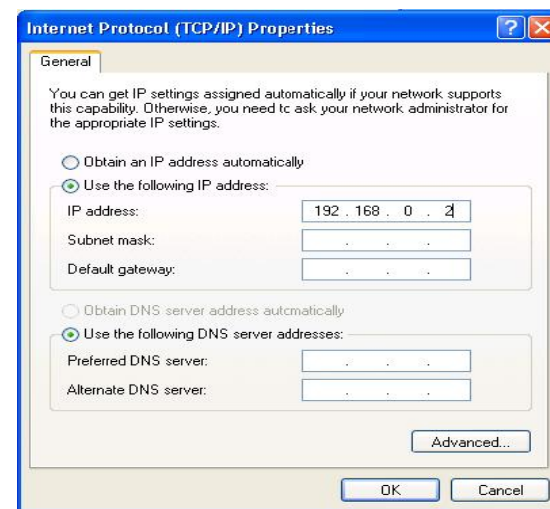 Internet Protocol (TCP/IP) Properties
General
You can get IP settings assigned automatically if your network supports
this capability. Otherwise, you need tc ask your network administrator for
the appropriate IP settings.
Obtain an IP address automatically
Use the following IP address:
IP address: 192 . 168 . 0 . 2
Subnet mask: . . .
Default gateway: . . .
Obtain DNS server address autcmatically
Use the following DNS server addresses:
Preferred DNS server: . . .
Alternate DNS server: . . .
Advanced...
OK Cancel